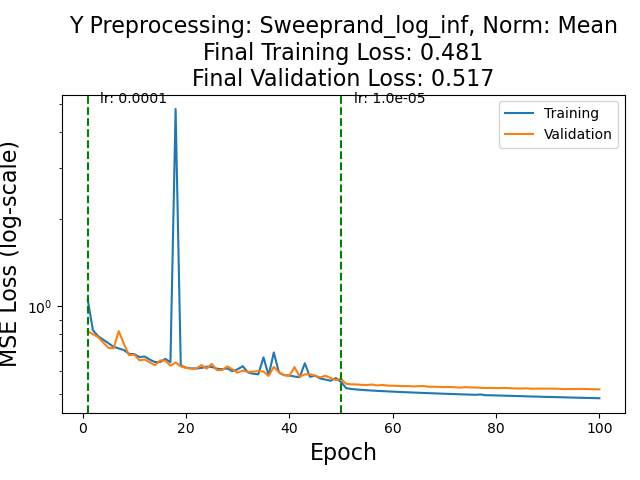 Y Preprocessing: Sweeprand_log_inf, Norm: Mean
Final Training Loss: 0.481
Final Validation Loss: 0.517
lr: 0.0001
lr: 1.0e-05
Training
Validation
MSE Loss (log-scale)
10⁰
0
20
40
60
80
100
Epoch